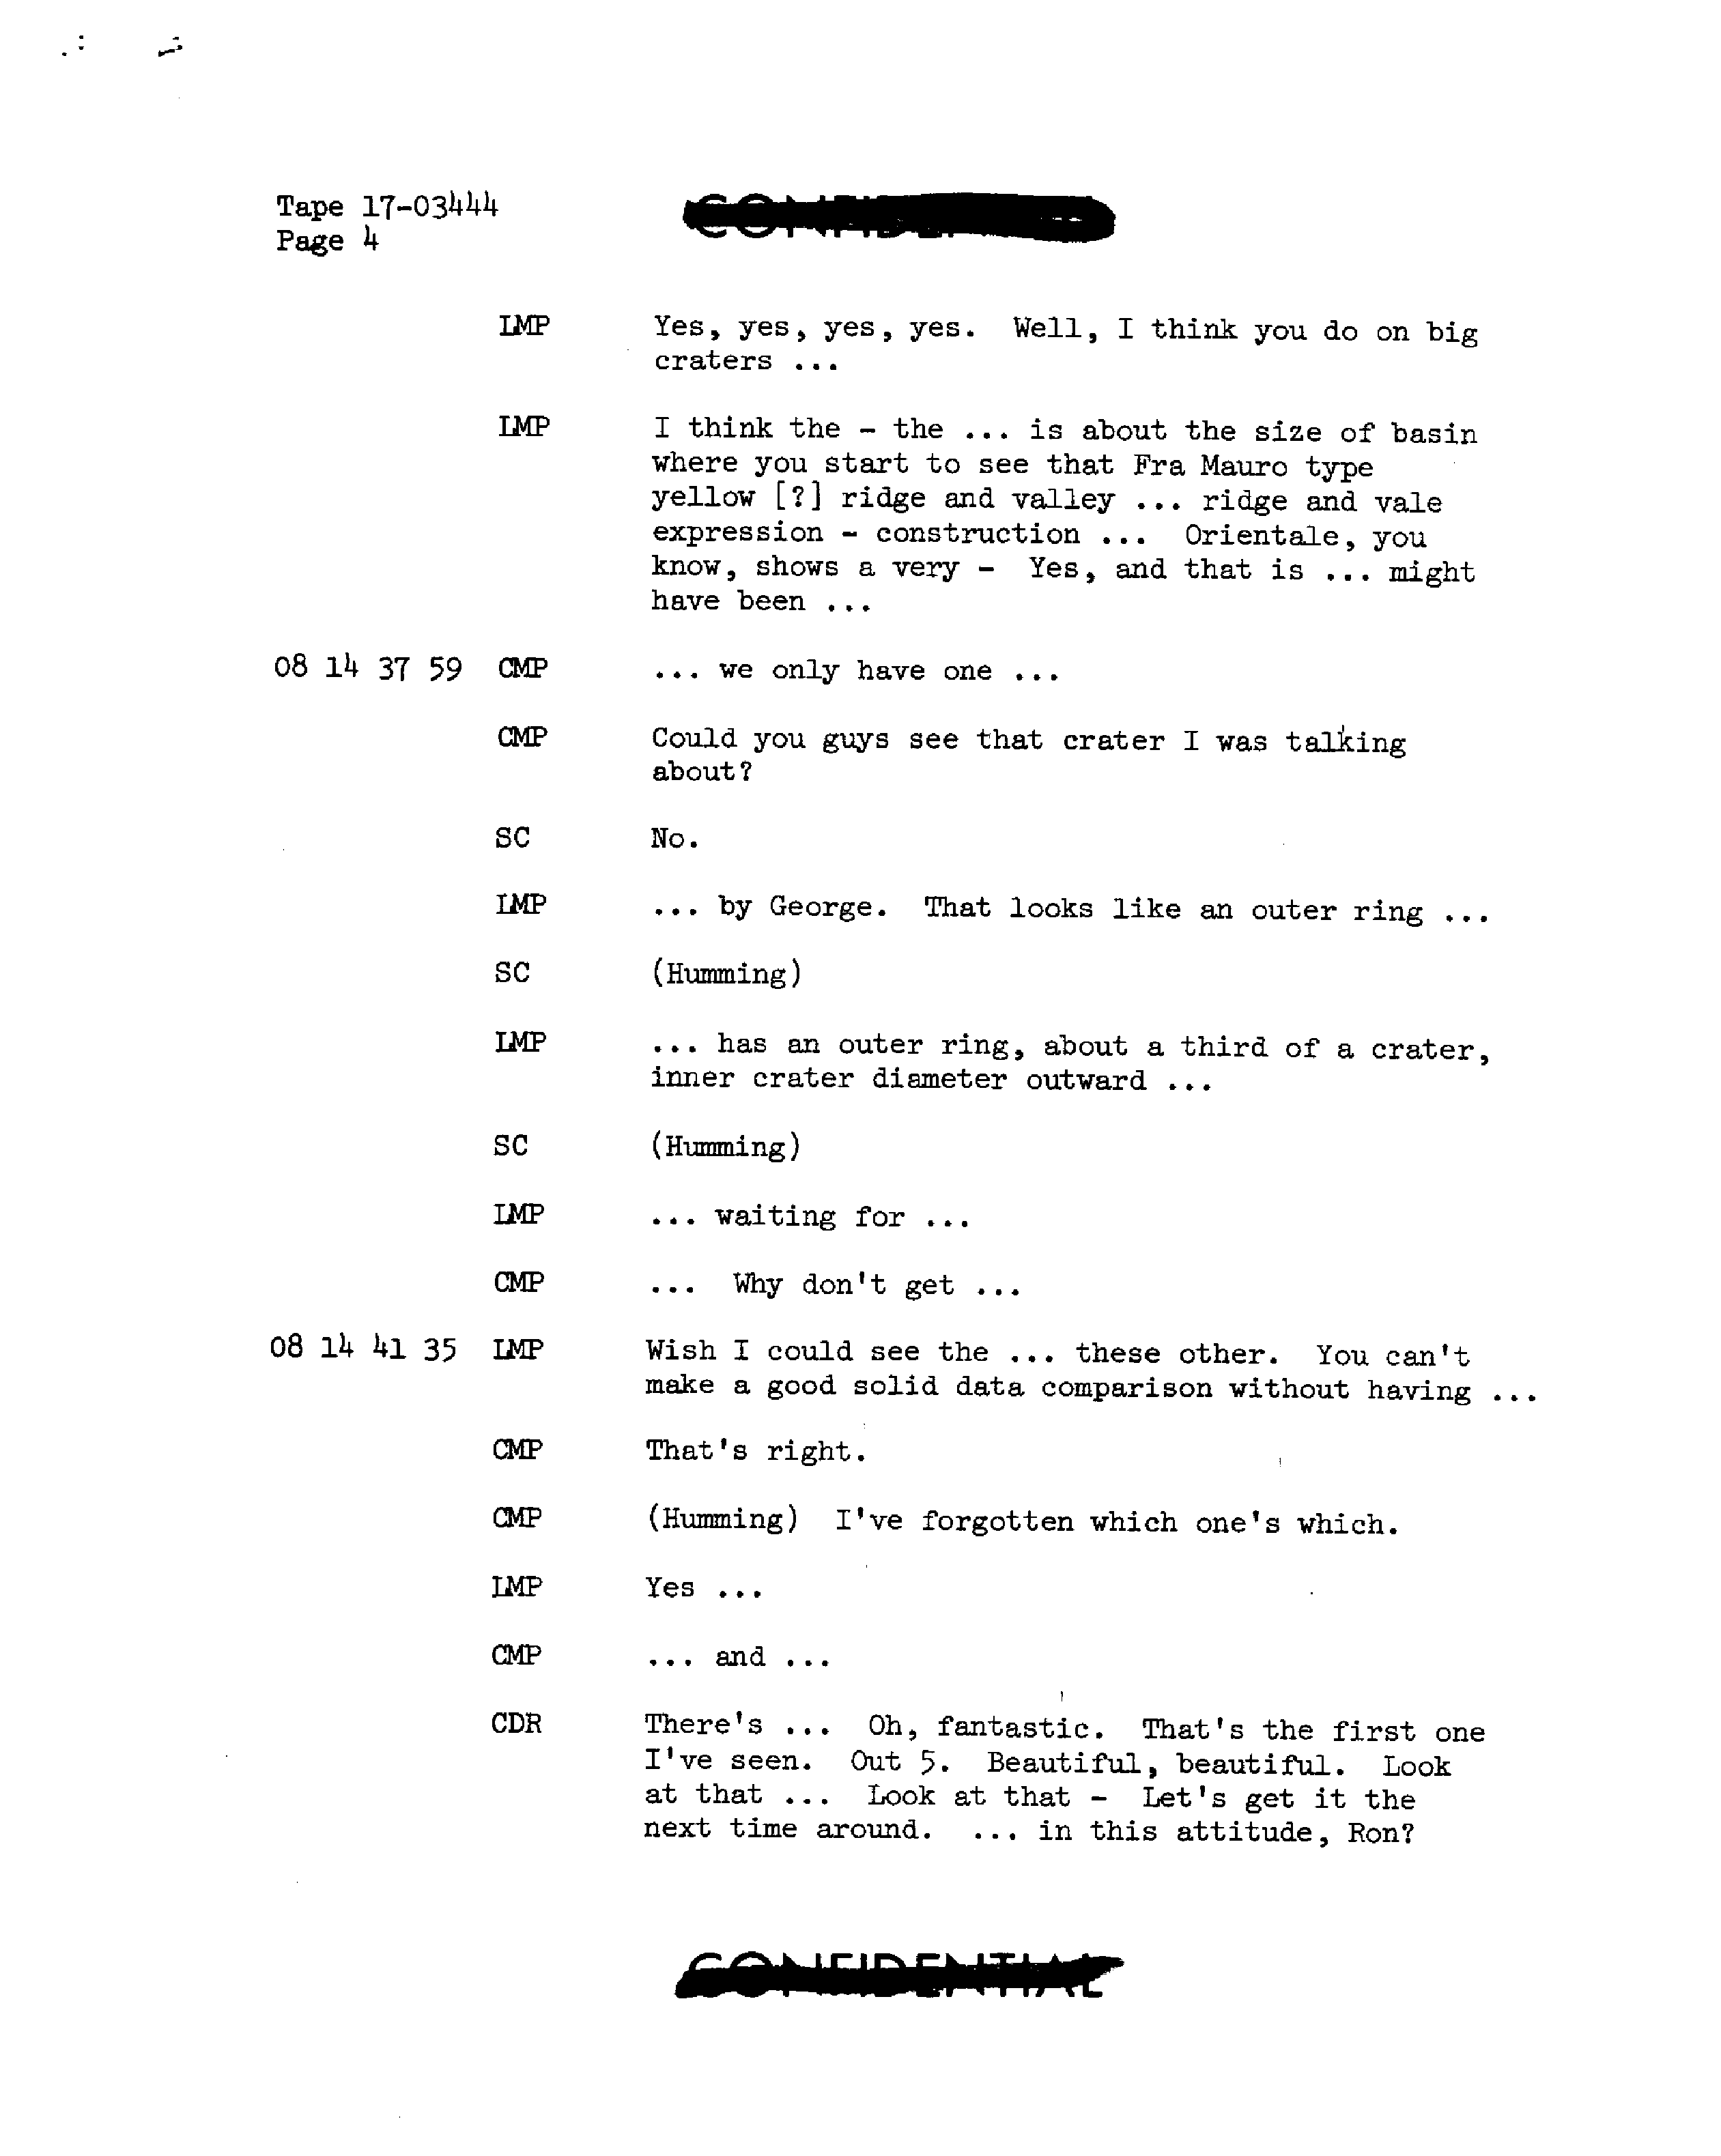 Tape 17-03444
Page 4
CONFIDENTIAL
LMP Yes, yes, yes, yes. Well, I think you do on big
craters ...
LMP I think the - the ... is about the size of basin
where you start to see that Fra Mauro type
yellow [?] ridge and valley ... ridge and vale
expression - construction ... Orientale, you
know, shows a very - Yes, and that is ... might
have been ...
08 14 37 59 CMP ... we only have one ...
CMP Could you guys see that crater I was talking
about?
SC No.
LMP ... by George. That looks like an outer ring ...
SC (Humming)
LMP ... has an outer ring, about a third of a crater,
inner crater diameter outward ...
SC (Humming)
LMP ... waiting for ...
CMP ... Why don't get ...
08 14 41 35 LMP Wish I could see the ... these other. You can't
make a good solid data comparison without having ...
CMP That's right.
CMP (Humming) I've forgotten which one's which.
LMP Yes ...
CMP ... and ...
CDR There's ... Oh, fantastic. That's the first one
I've seen. Out 5. Beautiful, beautiful. Look
at that ... Look at that - Let's get it the
next time around. ... in this attitude, Ron?
CONFIDENTIAL